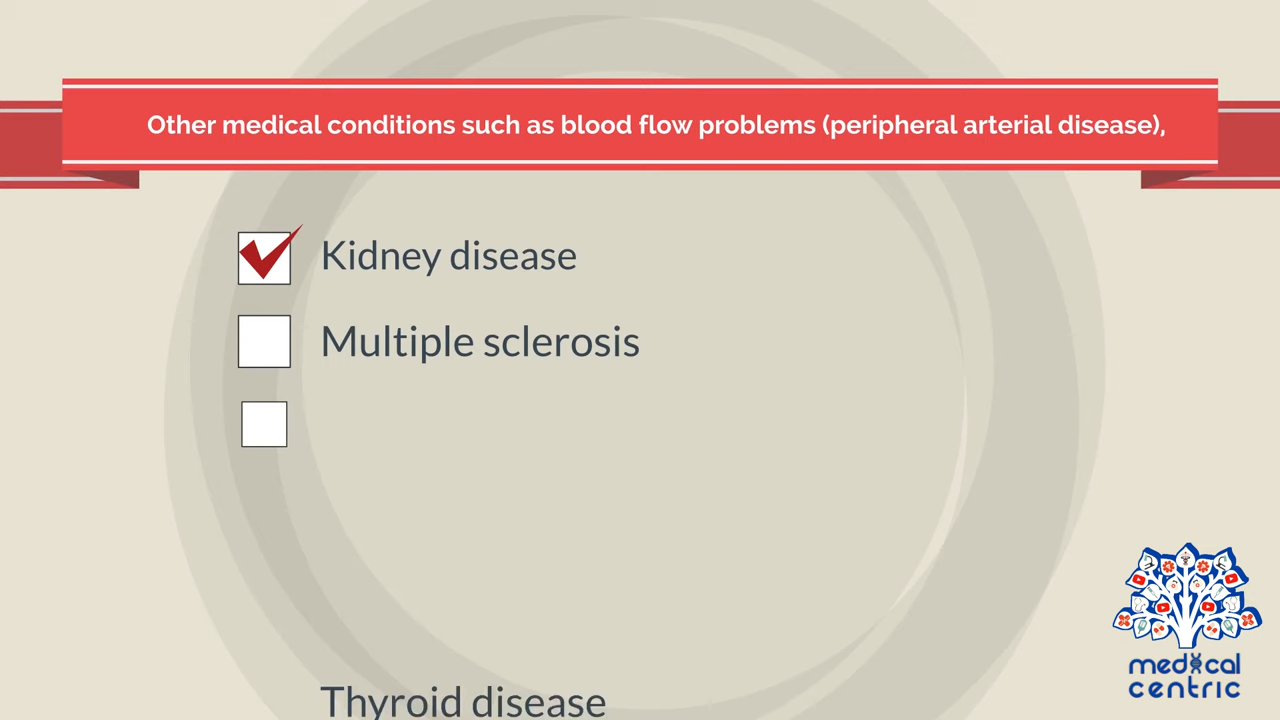 Other medical conditions such as blood flow problems (peripheral arterial disease),
Kidney disease
Multiple sclerosis
Thyroid disease
medical
centric